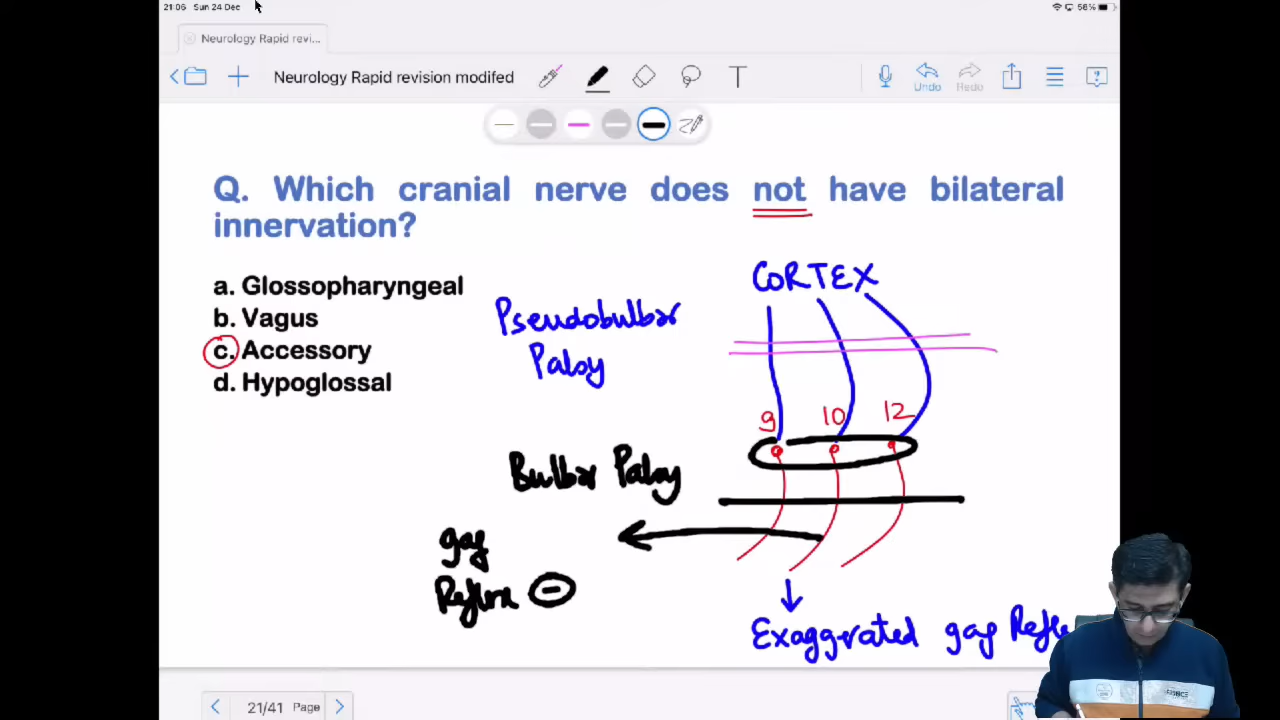 21:06 Sun 24 Dec
58%
Neurology Rapid revi...
Neurology Rapid revision modifed
T
Undo
Redo
Q. Which cranial nerve does not have bilateral
innervation?
a. Glossopharyngeal
b. Vagus
c. Accessory
d. Hypoglossal
CORTEX
Pseudobulbar
Palsy
9 10 12
Bulbar Palsy
gag
Reflex -
Exaggerated gag Refle
21/41 Page